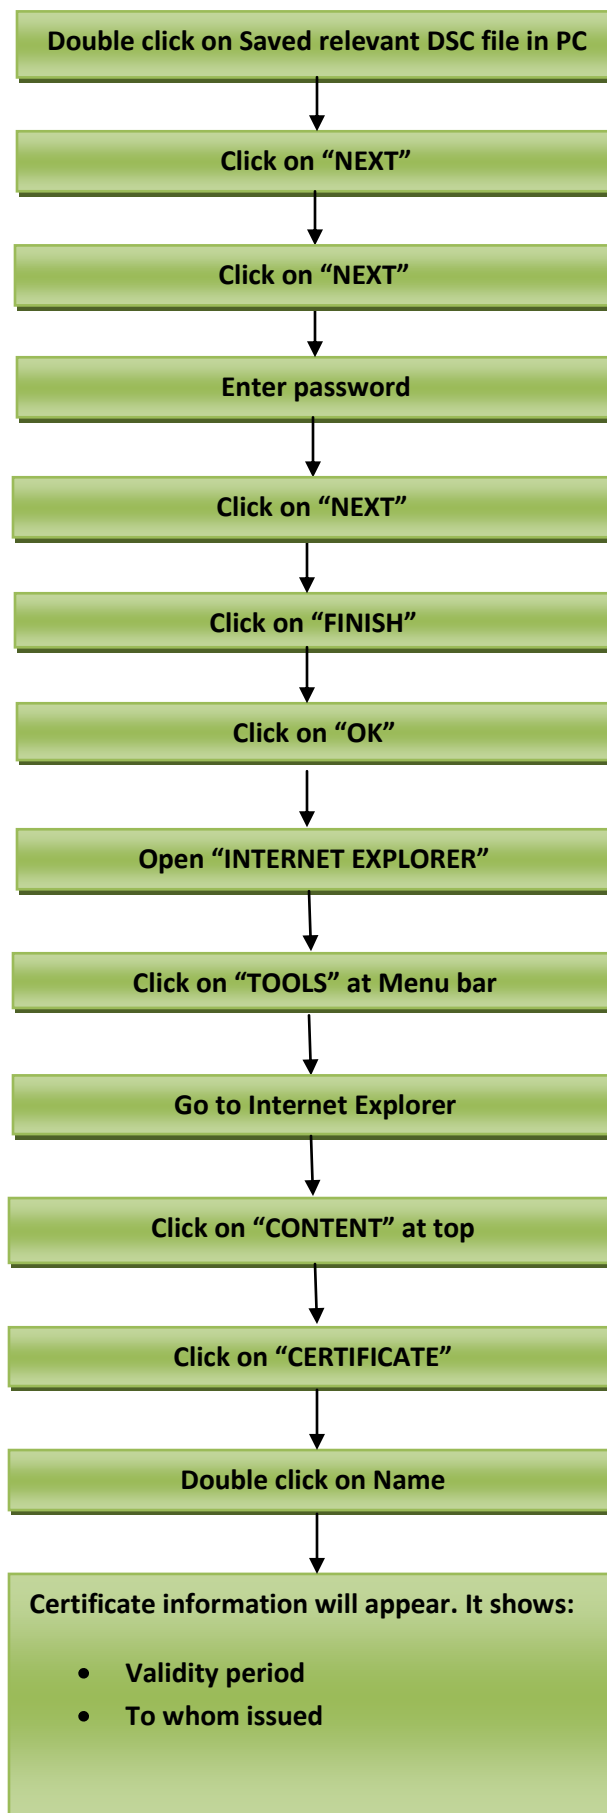 Double click on Saved relevant DSC file in PC
Click on “NEXT”
Click on “NEXT”
Enter password
Click on “NEXT”
Click on “FINISH”
Click on “OK”
Open “INTERNET EXPLORER”
Click on “TOOLS” at Menu bar
Go to Internet Explorer
Click on “CONTENT” at top
Click on “CERTIFICATE”
Double click on Name
Certificate information will appear. It shows:
• Validity period
• To whom issued